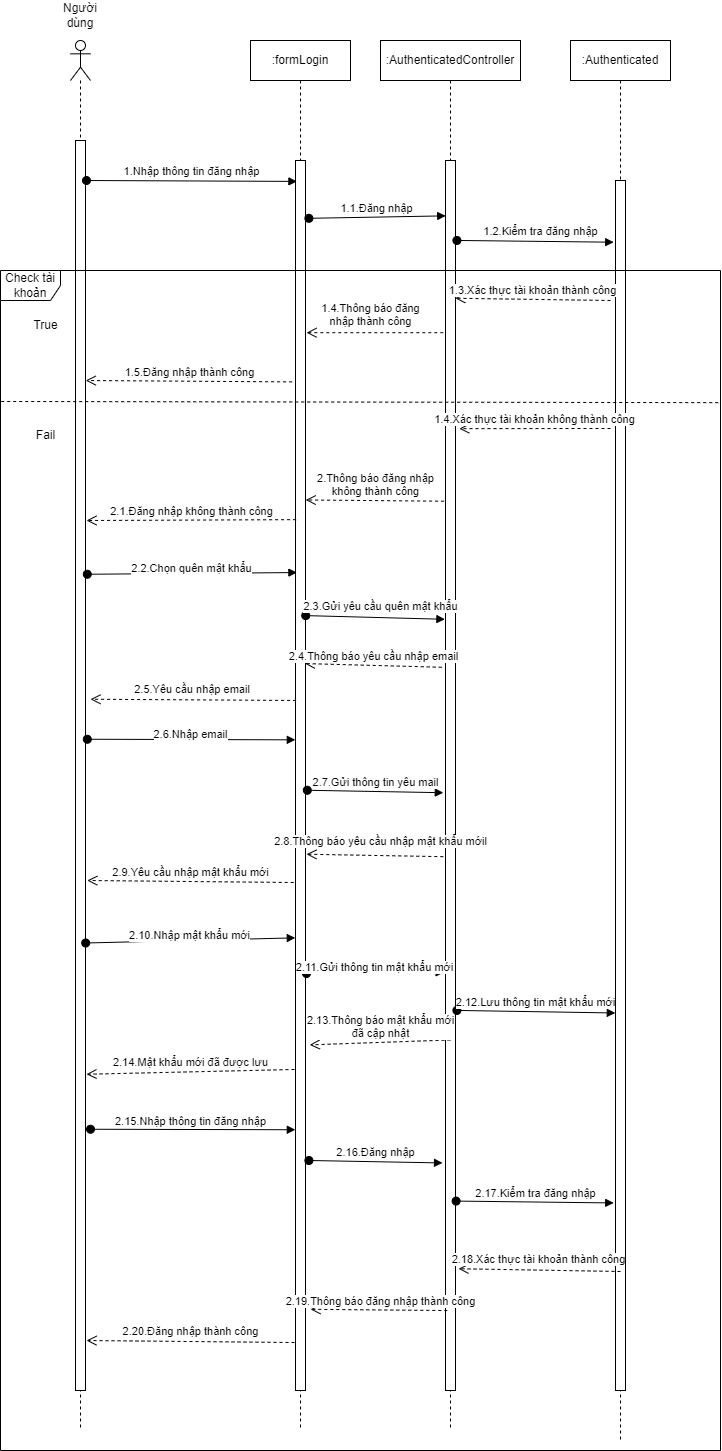 Người
dùng
:formLogin
:AuthenticatedController
:Authenticated
1.Nhập thông tin đăng nhập
1.1.Đăng nhập
1.2.Kiểm tra đăng nhập
Check tài
khoản
1.3.Xác thực tài khoản thành công
1.4.Thông báo đăng
nhập thành công
True
1.5.Đăng nhập thành công
1.4.Xác thực tài khoản không thành công
Fail
2.Thông báo đăng nhập
không thành công
2.1.Đăng nhập không thành công
2.2.Chọn quên mật khẩu
2.3.Gửi yêu cầu quên mật khẩu
2.4.Thông báo yêu cầu nhập email
2.5.Yêu cầu nhập email
2.6.Nhập email
2.7.Gửi thông tin yêu mail
2.8.Thông báo yêu cầu nhập mật khẩu mớil
2.9.Yêu cầu nhập mật khẩu mới
2.10.Nhập mật khẩu mới
2.11.Gửi thông tin mật khẩu mới
2.12.Lưu thông tin mật khẩu mới
2.13.Thông báo mật khẩu mới
đã cập nhật
2.14.Mật khẩu mới đã được lưu
2.15.Nhập thông tin đăng nhập
2.16.Đăng nhập
2.17.Kiểm tra đăng nhập
2.18.Xác thực tài khoản thành công
2.19.Thông báo đăng nhập thành công
2.20.Đăng nhập thành công